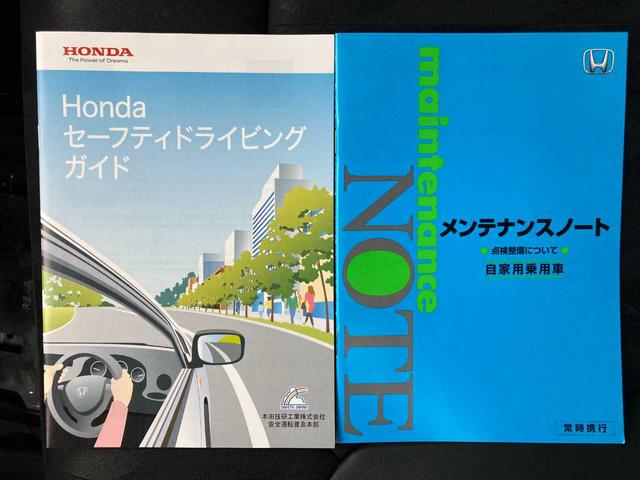 HONDA
The Power of Dreams
Honda
セーフティドライビング
ガイド
SAFETY JAPAN
本田技研工業株式会社
安全運転普及本部
maintenance
NOTE
メンテナンスノート
点検整備について
自家用乗用車
常時携行